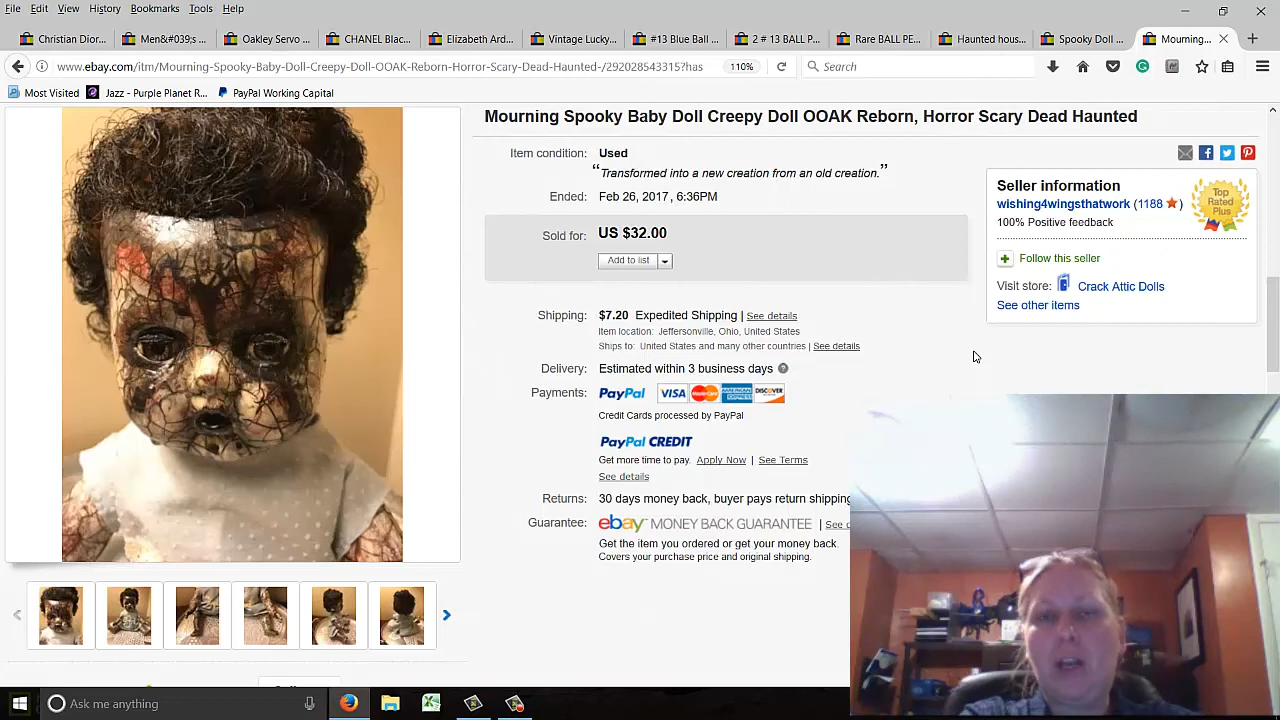 File Edit View History Bookmarks Tools Help
Christian Dior... Men&#039;s ... Oakley Servo ... CHANEL Blac... Elizabeth Ard... Vintage Lucky... #13 Blue Ball ... 2 # 13 BALL P... Rare BALL PE... Haunted hous... Spooky Doll ... Mourning...
www.ebay.com/itm/Mourning-Spooky-Baby-Doll-Creepy-Doll-OOAK-Reborn-Horror-Scary-Dead-Haunted-/292028543315?has 110% Search
Most Visited Jazz - Purple Planet R... PayPal Working Capital
Mourning Spooky Baby Doll Creepy Doll OOAK Reborn, Horror Scary Dead Haunted
Item condition: Used
“Transformed into a new creation from an old creation.”
Ended: Feb 26, 2017 , 6:36PM
Sold for: US $32.00
Add to list
Shipping: $7.20 Expedited Shipping | See details
Item location: Jeffersonville, Ohio, United States
Ships to: United States and many other countries | See details
Delivery: Estimated within 3 business days
Payments: PayPal VISA MasterCard AMERICAN EXPRESS DISCOVER
Credit Cards processed by PayPal
PayPal CREDIT
Get more time to pay. Apply Now | See Terms
See details
Returns: 30 days money back, buyer pays return shipping
Guarantee: ebay MONEY BACK GUARANTEE | See d
Get the item you ordered or get your money back.
Covers your purchase price and original shipping.
Seller information
wishing4wingsthatwork (1188 )
100% Positive feedback
Top Rated Plus
Follow this seller
Visit store: Crack Attic Dolls
See other items
Ask me anything